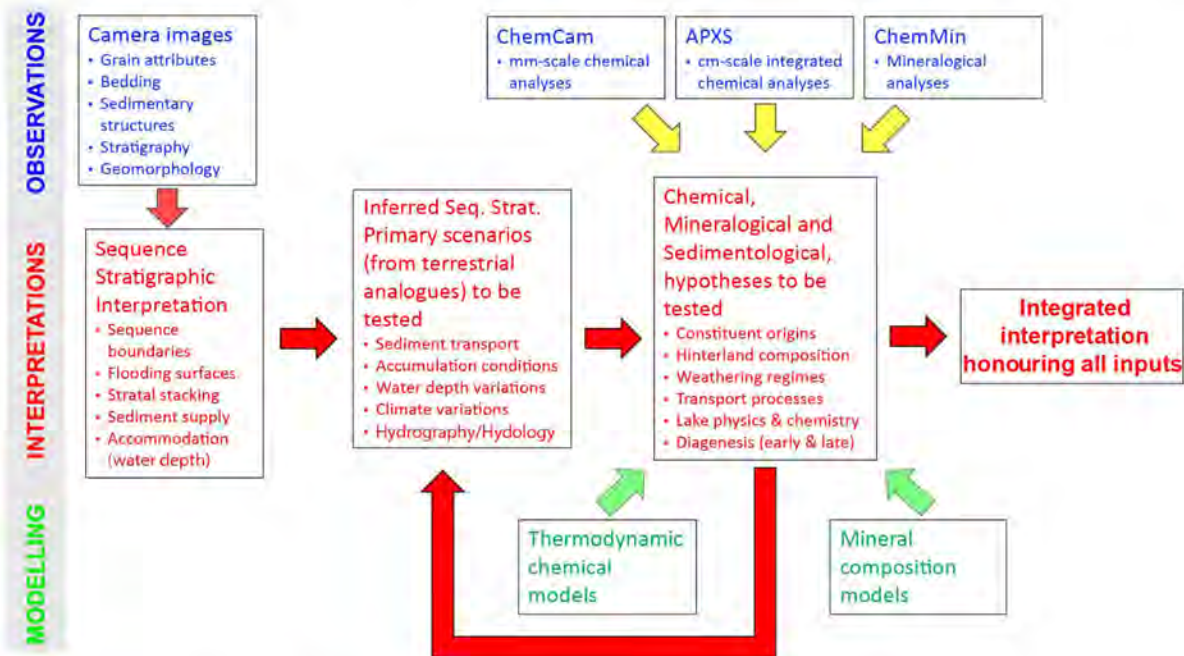 OBSERVATIONS
INTERPRETATIONS
MODELLING
Camera images
• Grain attributes
• Bedding
• Sedimentary
structures
• Stratigraphy
• Geomorphology
ChemCam
• mm-scale chemical
analyses
APXS
• cm-scale integrated
chemical analyses
ChemMin
• Mineralogical
analyses
Sequence
Stratigraphic
Interpretation
• Sequence
boundaries
• Flooding surfaces
• Stratal stacking
• Sediment supply
• Accommodation
(water depth)
Inferred Seq. Strat.
Primary scenarios
(from terrestrial
analogues) to be
tested
• Sediment transport
• Accumulation conditions
• Water depth variations
• Climate variations
• Hydrography/Hydology
Chemical,
Mineralogical and
Sedimentological,
hypotheses to be
tested
• Constituent origins
• Hinterland composition
• Weathering regimes
• Transport processes
• Lake physics & chemistry
• Diagenesis (early & late)
Integrated
interpretation
honouring all inputs
Thermodynamic
chemical
models
Mineral
composition
models